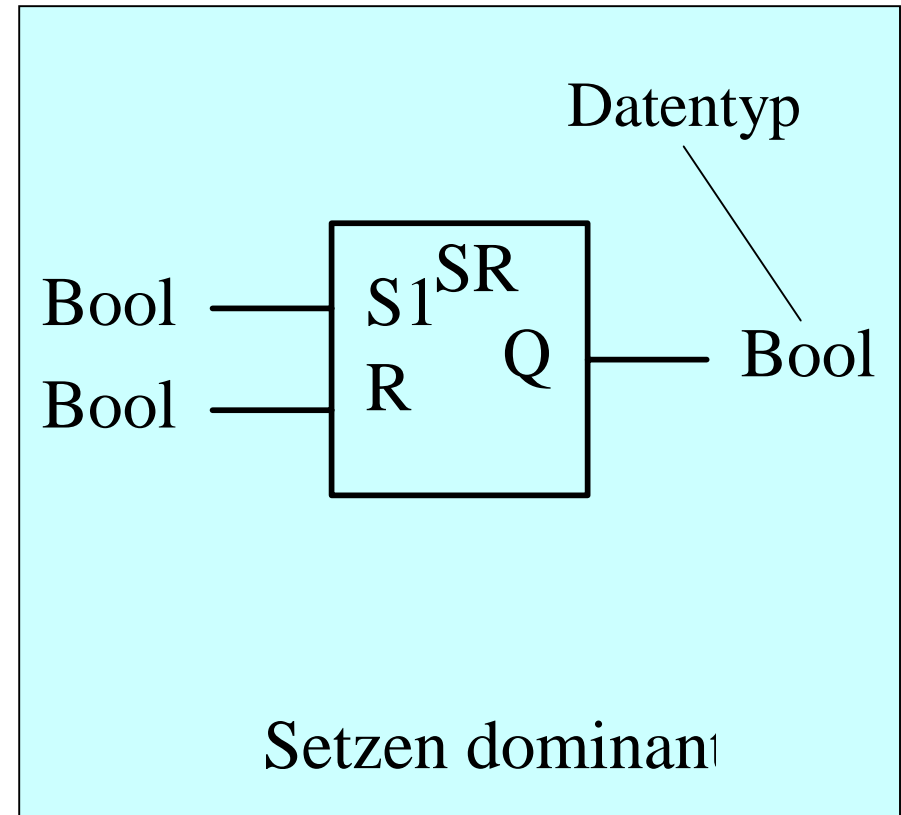 Datentyp
SR
Bool S1
Q Bool
Bool R
Setzen dominant